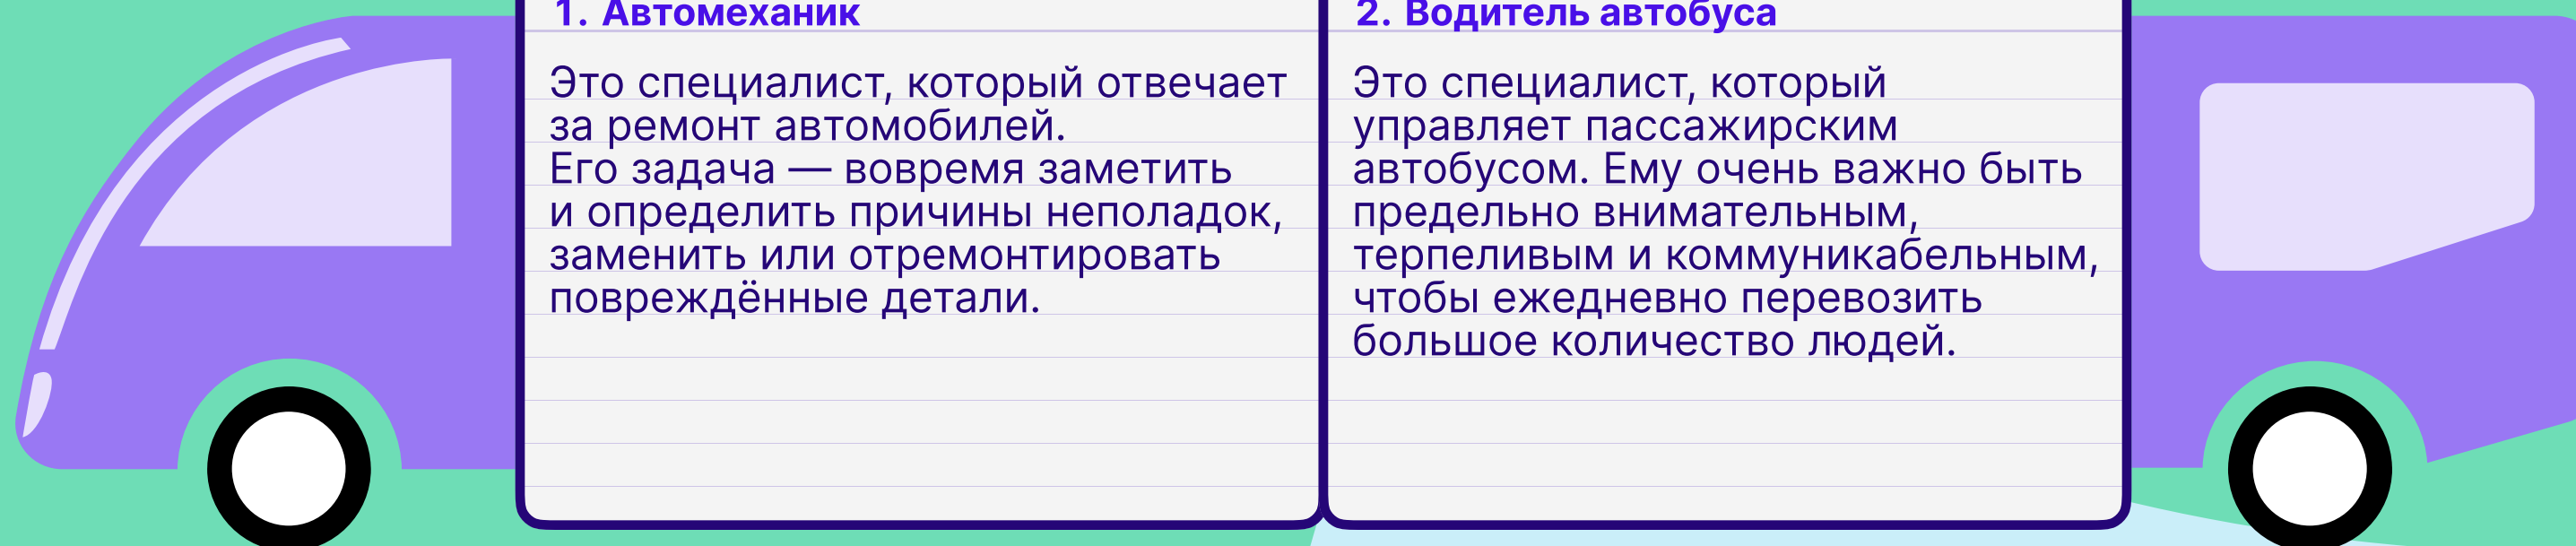 1. Автомеханик
Это специалист, который отвечает
за ремонт автомобилей.
Его задача — вовремя заметить
и определить причины неполадок,
заменить или отремонтировать
повреждённые детали.
2. Водитель автобуса
Это специалист, который
управляет пассажирским
автобусом. Ему очень важно быть
предельно внимательным,
терпеливым и коммуникабельным,
чтобы ежедневно перевозить
большое количество людей.